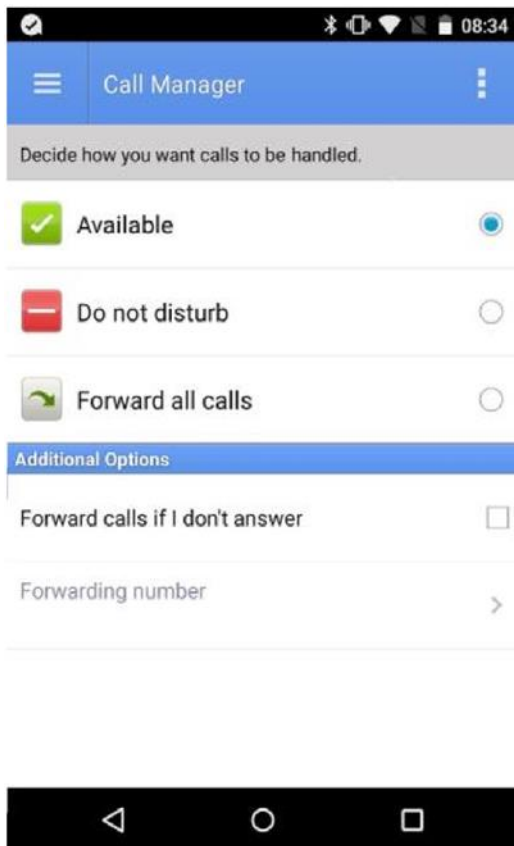 08:34
Call Manager
Decide how you want calls to be handled.
Available
Do not disturb
Forward all calls
Additional Options
Forward calls if I don't answer
Forwarding number